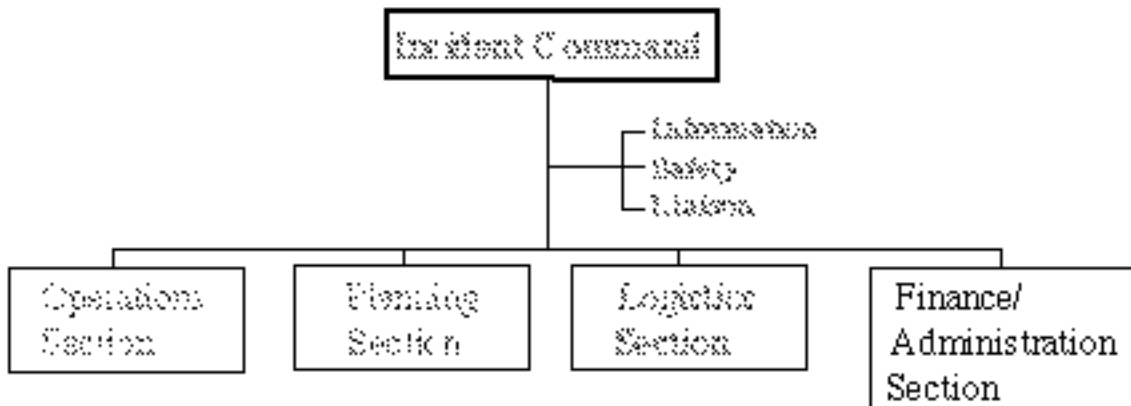 Incident Command
Information
Safety
Liaison
Operations
Section
Planning
Section
Logistics
Section
Finance/
Administration
Section